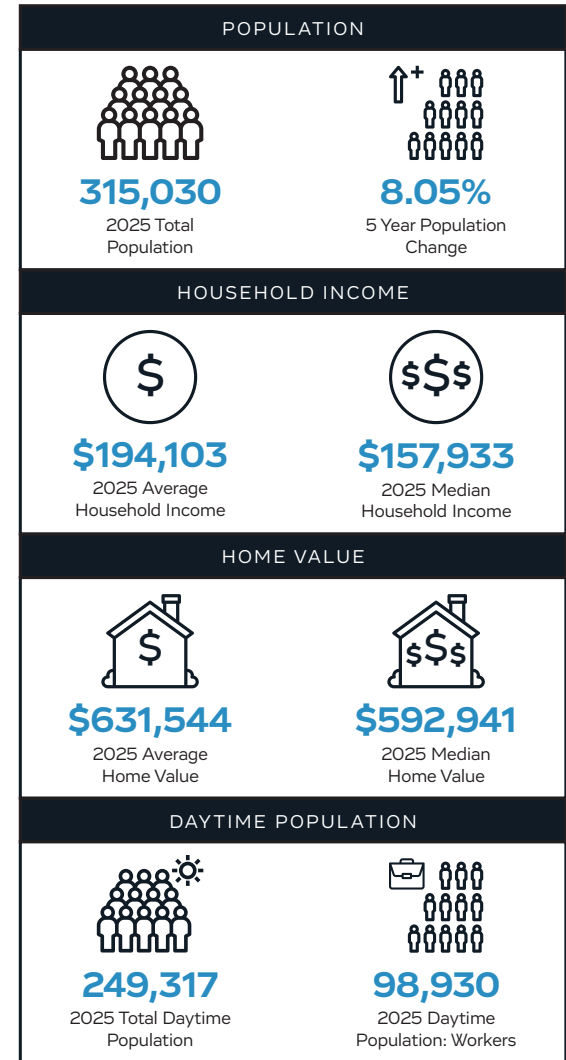 POPULATION
315,030
2025 Total
Population
8.05%
5 Year Population
Change
HOUSEHOLD INCOME
$
$194,103
2025 Average
Household Income
$$$
$157,933
2025 Median
Household Income
HOME VALUE
$
$631,544
2025 Average
Home Value
$$$
$592,941
2025 Median
Home Value
DAYTIME POPULATION
249,317
2025 Total Daytime
Population
98,930
2025 Daytime
Population: Workers